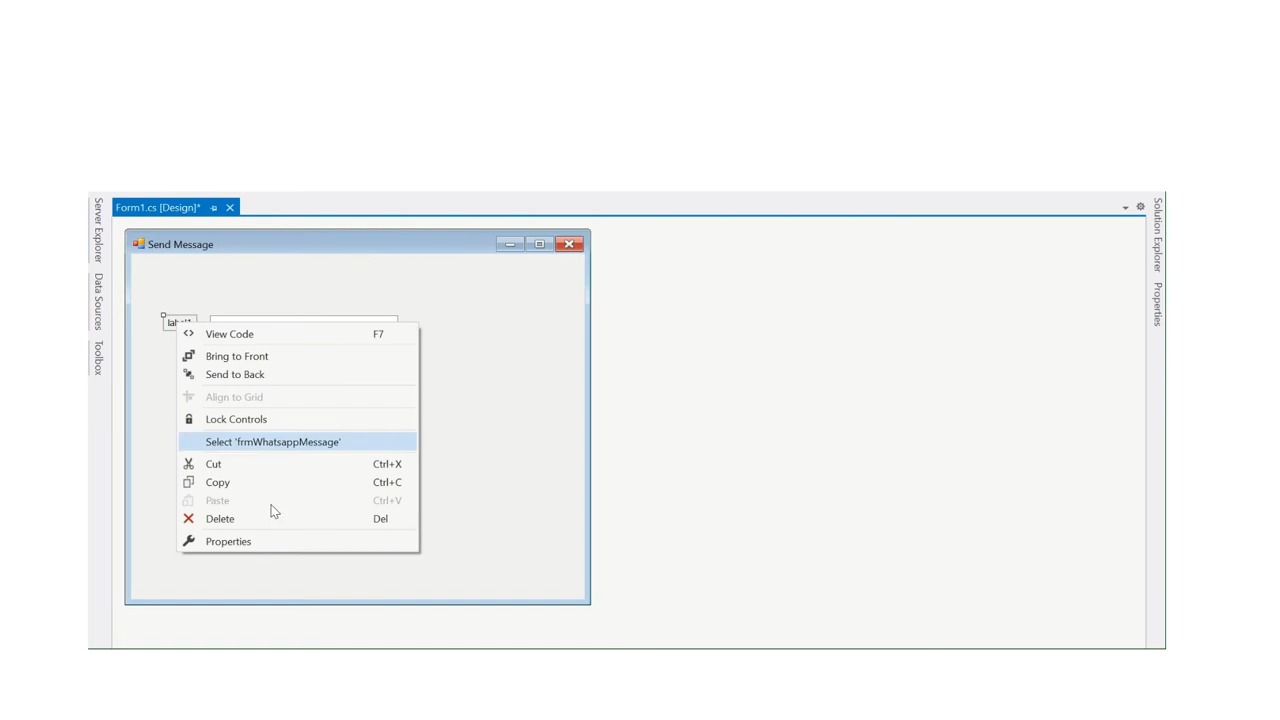 Form1.cs [Design]*
Server Explorer
Data Sources
Toolbox
Send Message
View Code F7
Bring to Front
Send to Back
Align to Grid
Lock Controls
Select 'frmWhatsappMessage'
Cut Ctrl+X
Copy Ctrl+C
Paste Ctrl+V
Delete Del
Properties
Solution Explorer
Properties